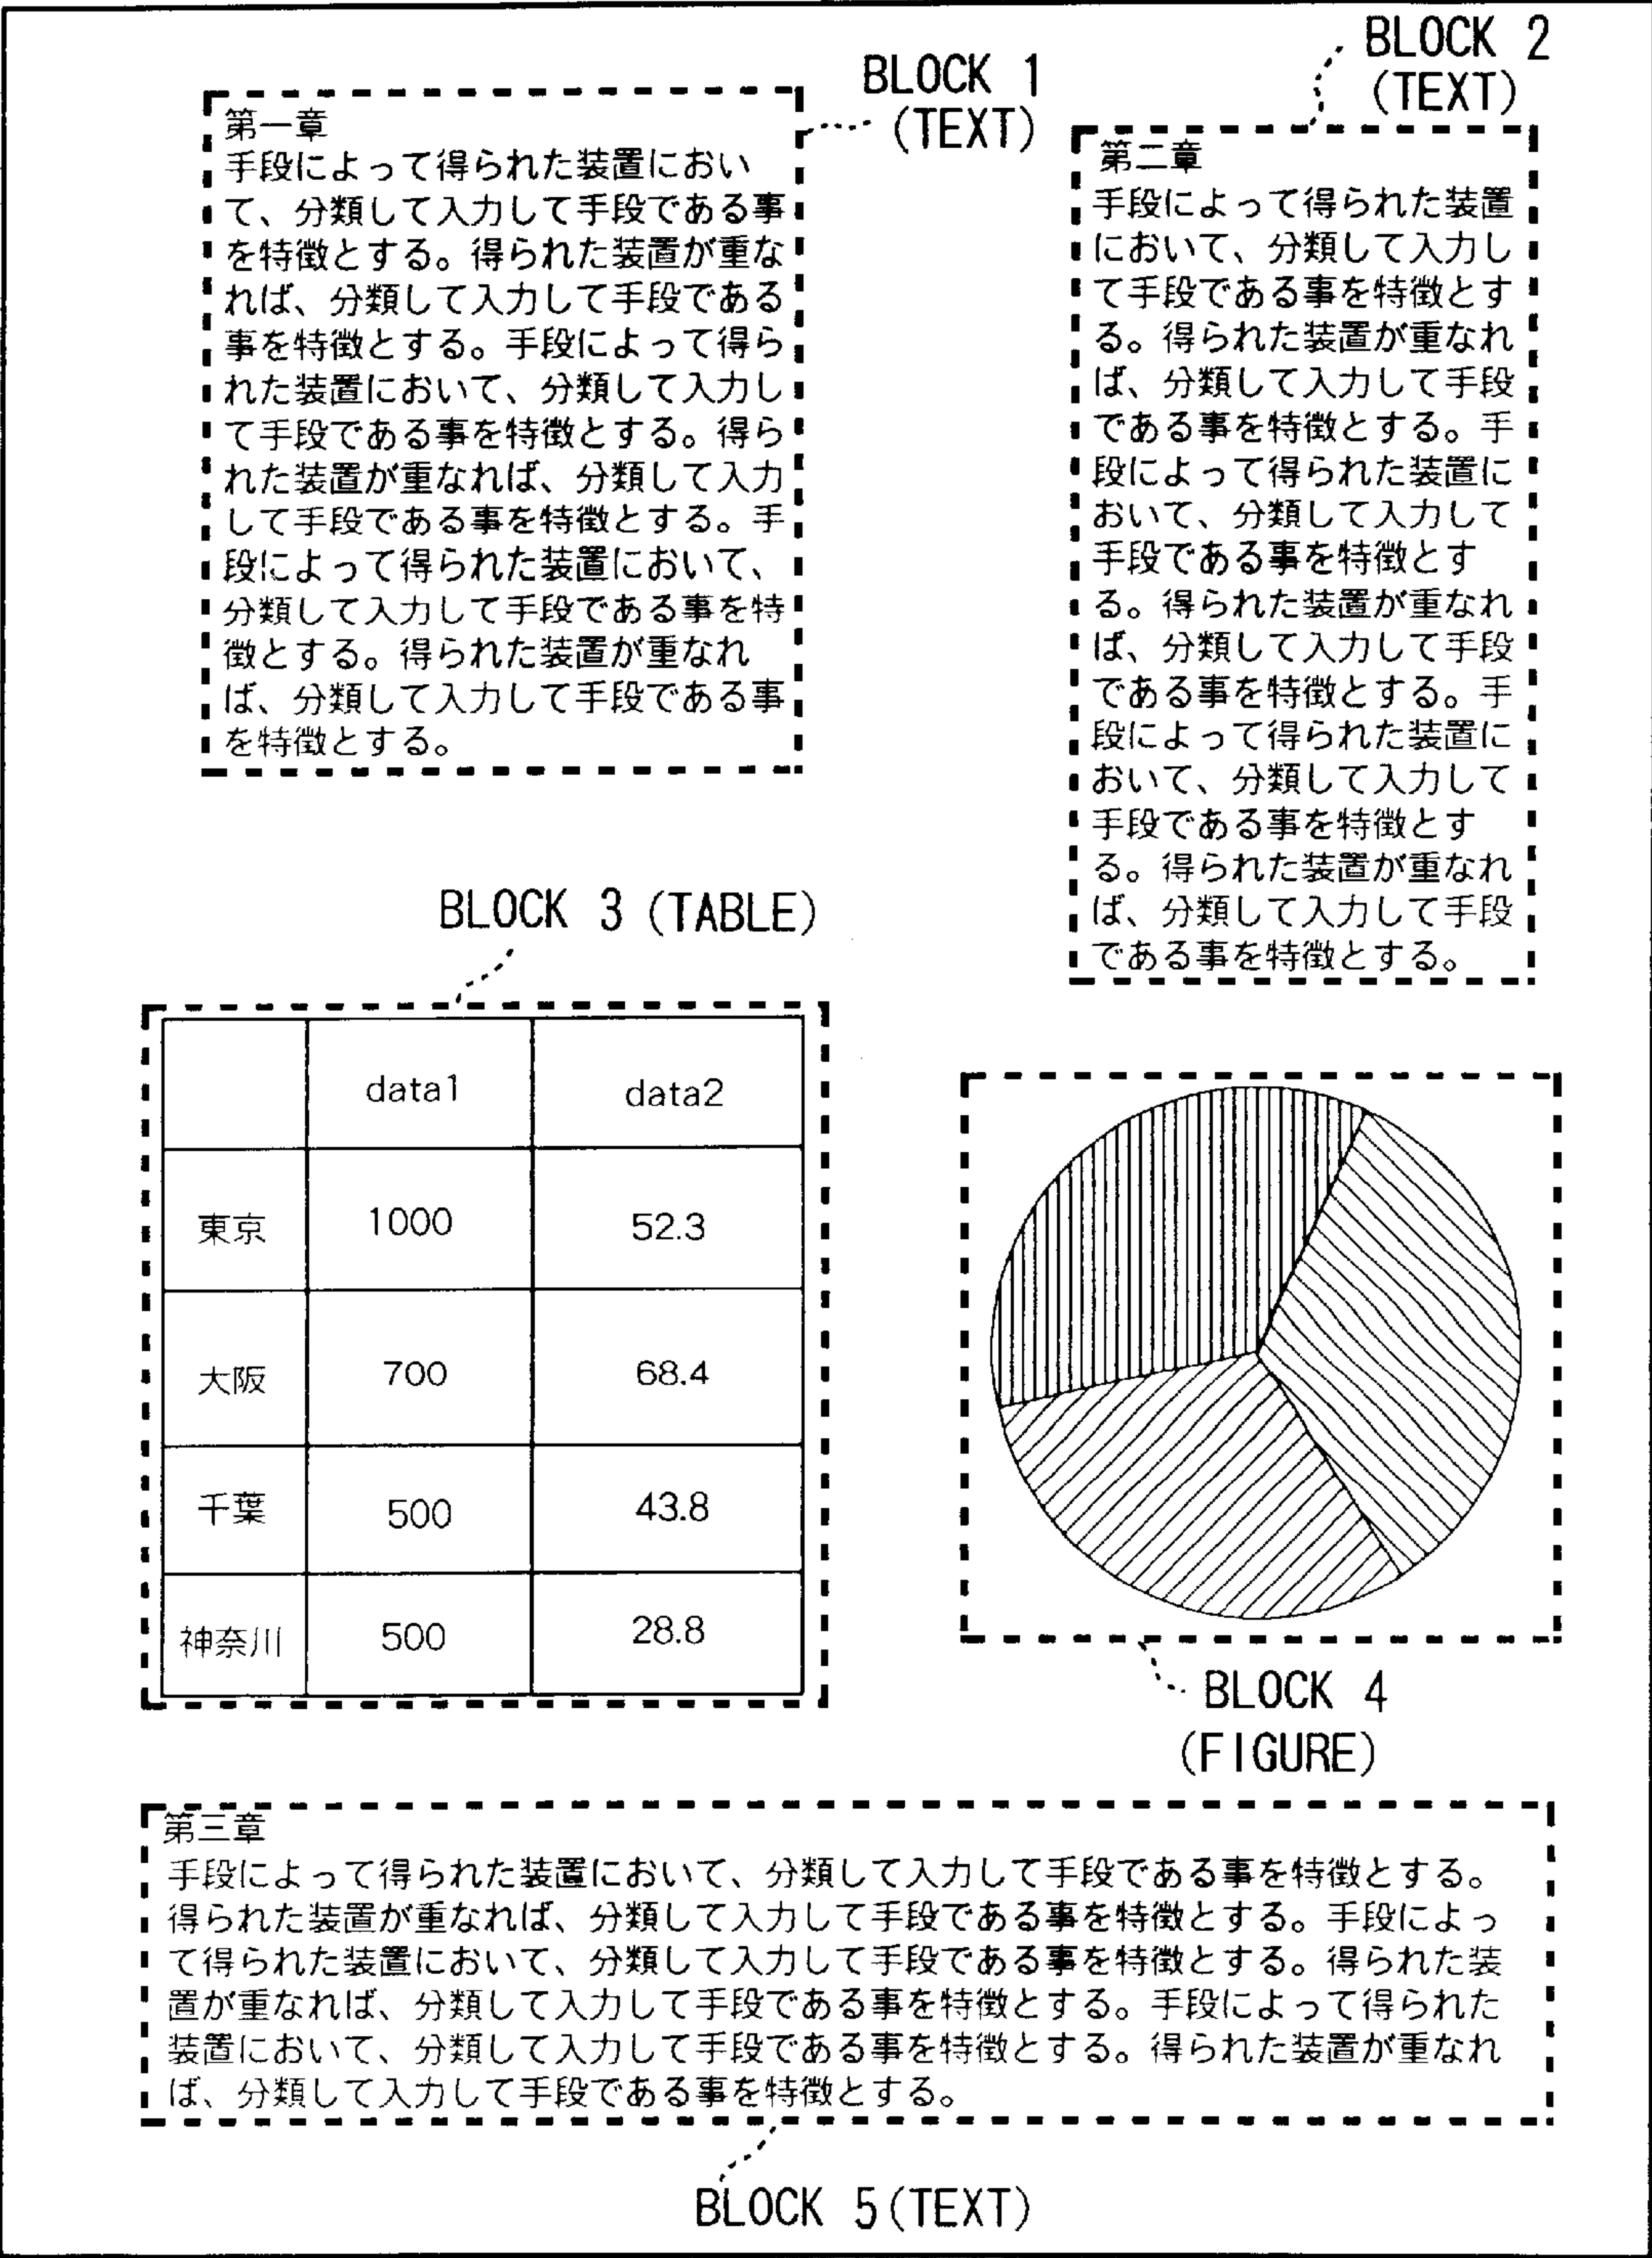 BLOCK 1
(TEXT)
第一章
手段によって得られた装置におい
て、分類して入力して手段である事
を特徴とする。得られた装置が重な
れば、分類して入力して手段である
事を特徴とする。手段によって得ら
れた装置において、分類して入力し
て手段である事を特徴とする。得ら
れた装置が重なれば、分類して入力
して手段である事を特徴とする。手
段によって得られた装置において、
分類して入力して手段である事を特
徴とする。得られた装置が重なれ
ば、分類して入力して手段である事
を特徴とする。
BLOCK 2
(TEXT)
第二章
手段によって得られた装置
において、分類して入力し
て手段である事を特徴とす
る。得られた装置が重なれ
ば、分類して入力して手段
である事を特徴とする。手
段によって得られた装置に
おいて、分類して入力して
手段である事を特徴とす
る。得られた装置が重なれ
ば、分類して入力して手段
である事を特徴とする。手
段によって得られた装置に
おいて、分類して入力して
手段である事を特徴とす
る。得られた装置が重なれ
ば、分類して入力して手段
である事を特徴とする。
BLOCK 3 (TABLE)
data1 data2
東京 1000 52.3
大阪 700 68.4
千葉 500 43.8
神奈川 500 28.8
BLOCK 4
(FIGURE)
第三章
手段によって得られた装置において、分類して入力して手段である事を特徴とする。
得られた装置が重なれば、分類して入力して手段である事を特徴とする。手段によっ
て得られた装置において、分類して入力して手段である事を特徴とする。得られた装
置が重なれば、分類して入力して手段である事を特徴とする。手段によって得られた
装置において、分類して入力して手段である事を特徴とする。得られた装置が重なれ
ば、分類して入力して手段である事を特徴とする。
BLOCK 5 (TEXT)